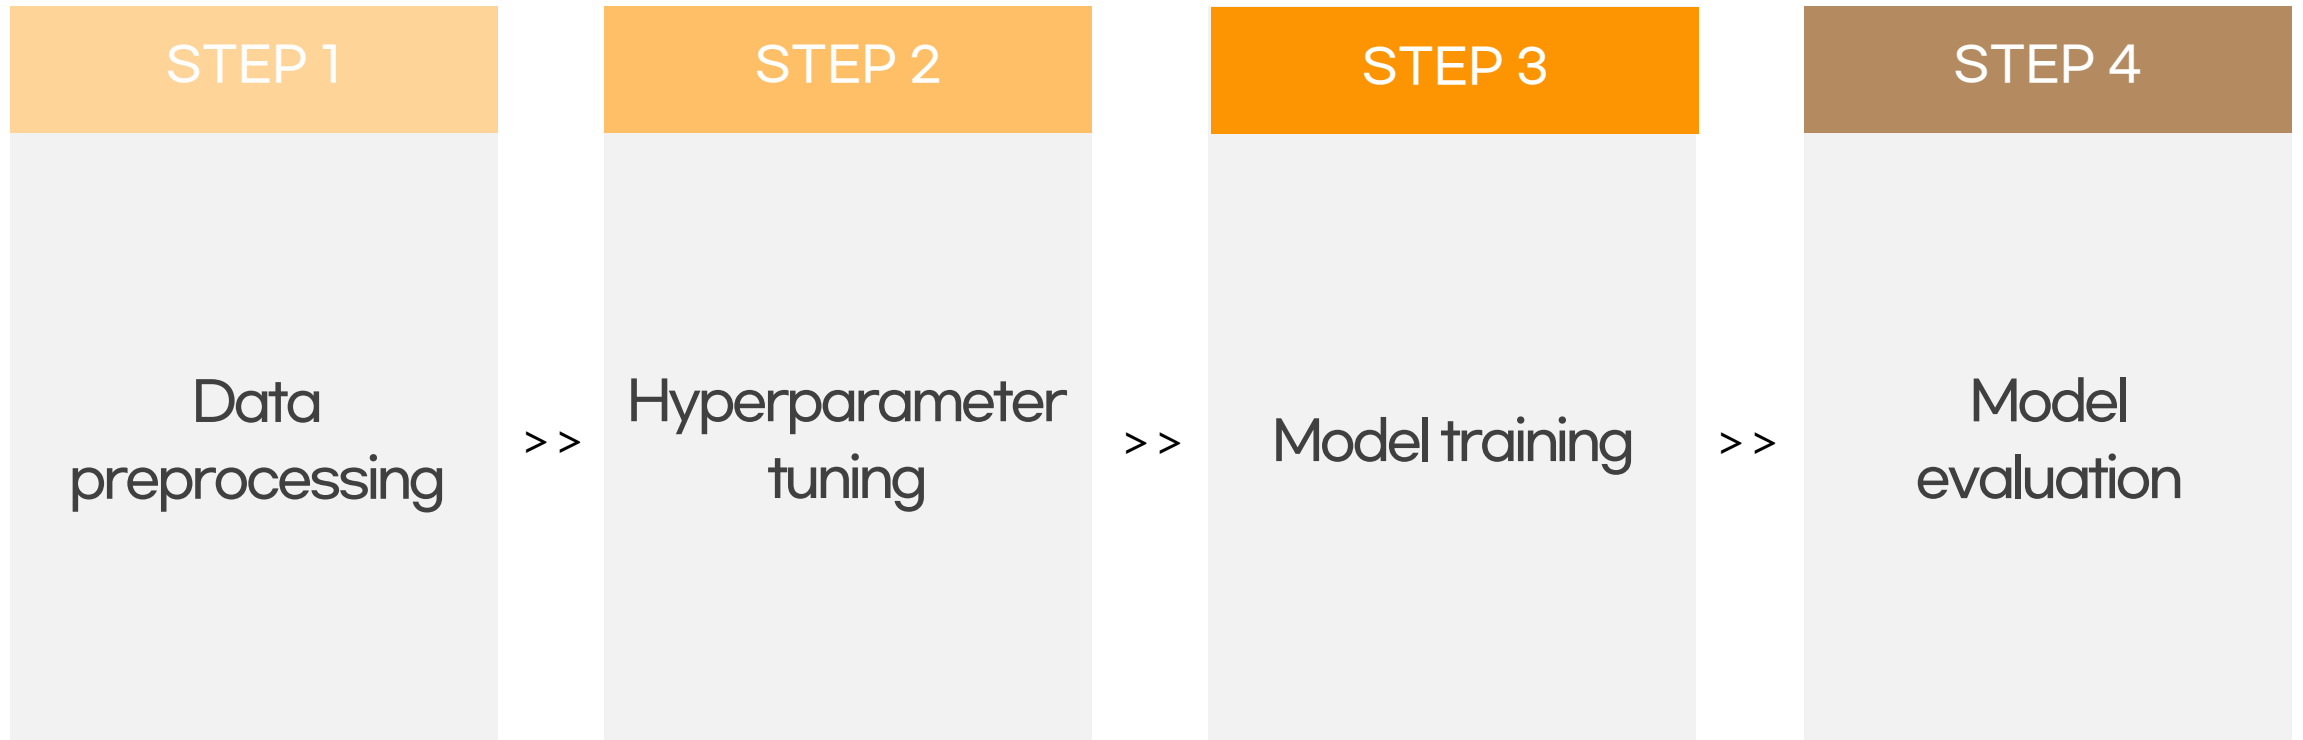 STEP 1
STEP 2
STEP 3
STEP 4
Data
preprocessing
>>
Hyperparameter
tuning
>>
Model training
>>
Model
evaluation